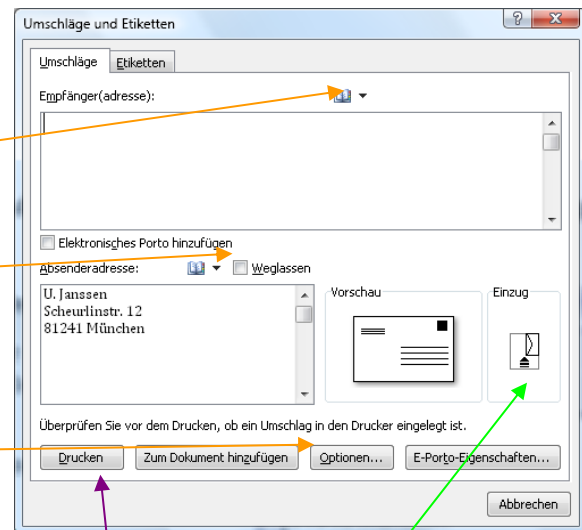 Umschläge und Etiketten
Umschläge Etiketten
Empfänger(adresse):
Elektronisches Porto hinzufügen
Absenderadresse: Weglassen
U. Janssen
Scheurlinstr. 12
81241 München
Vorschau Einzug
Überprüfen Sie vor dem Drucken, ob ein Umschlag in den Drucker eingelegt ist.
Drucken Zum Dokument hinzufügen Optionen... E-Porto-Eigenschaften...
Abbrechen